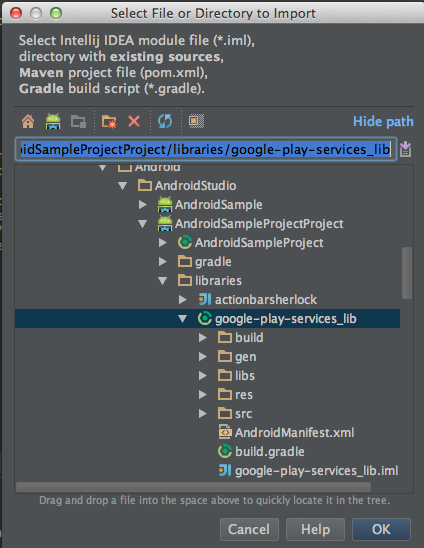 Select File or Directory to Import
Select Intellij IDEA module file (*.iml),
directory with existing sources,
Maven project file (pom.xml),
Gradle build script (*.gradle).
Hide path
idSampleProjectProject/libraries/google-play-services_lib
Android
AndroidStudio
AndroidSample
AndroidSampleProjectProject
AndroidSampleProject
gradle
libraries
actionbarsherlock
google-play-services_lib
build
gen
libs
res
src
AndroidManifest.xml
build.gradle
google-play-services_lib.iml
Drag and drop a file into the space above to quickly locate it in the tree.
Cancel
Help
OK